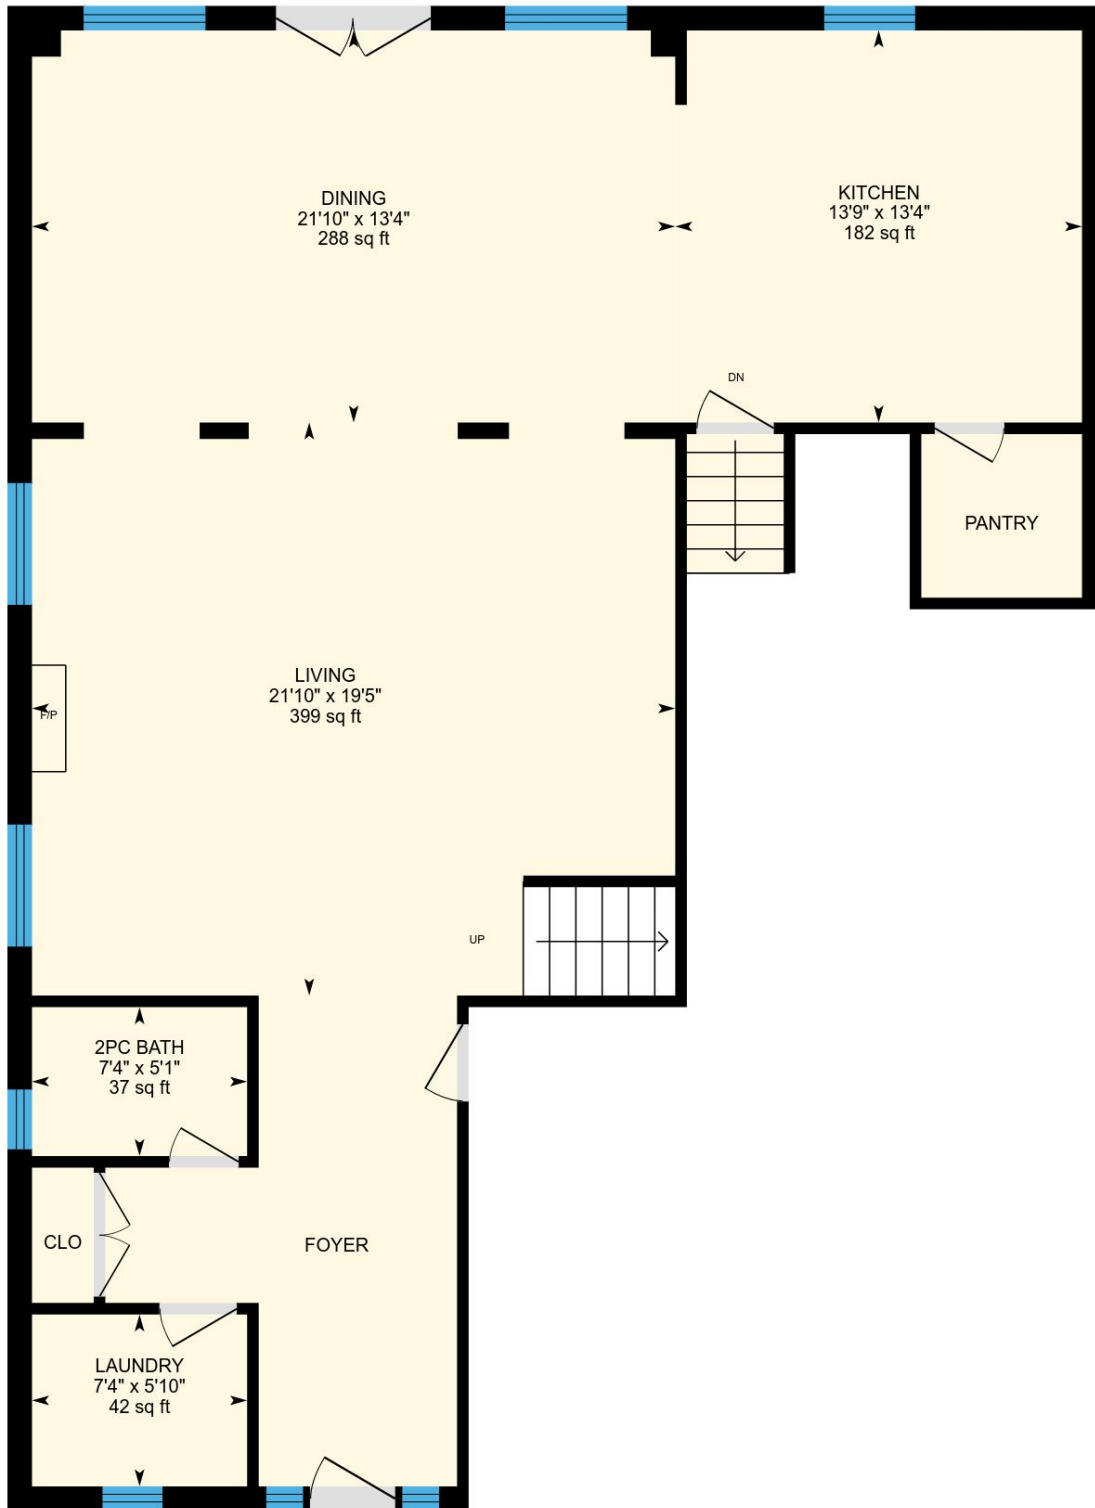 DINING
21'10" x 13'4"
288 sq ft
KITCHEN
13'9" x 13'4"
182 sq ft
DN
PANTRY
LIVING
21'10" x 19'5"
399 sq ft
F/P
UP
2PC BATH
7'4" x 5'1"
37 sq ft
CLO
FOYER
LAUNDRY
7'4" x 5'10"
42 sq ft